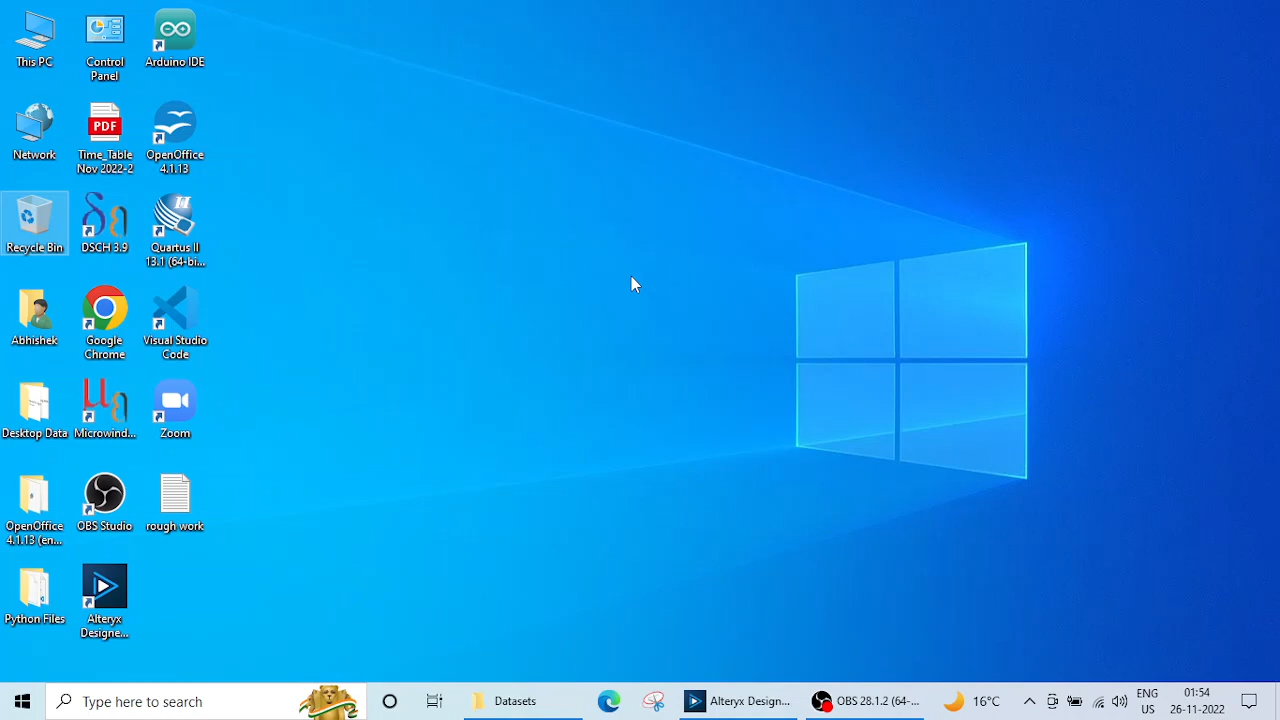 This PC
Control
Panel
Arduino IDE
Network
PDF
Time_Table
Nov 2022-2
OpenOffice
4.1.13
Recycle Bin
DSCH 3.9
II
Quartus II
13.1 (64-bi...
Abhishek
Google
Chrome
Visual Studio
Code
Desktop Data
Microwind...
Zoom
OpenOffice
4.1.13 (en...
OBS Studio
rough work
Python Files
Alteryx
Designe...
Type here to search
Datasets
Alteryx Design...
OBS 28.1.2 (64-...
16°C
ENG
US
01:54
26-11-2022